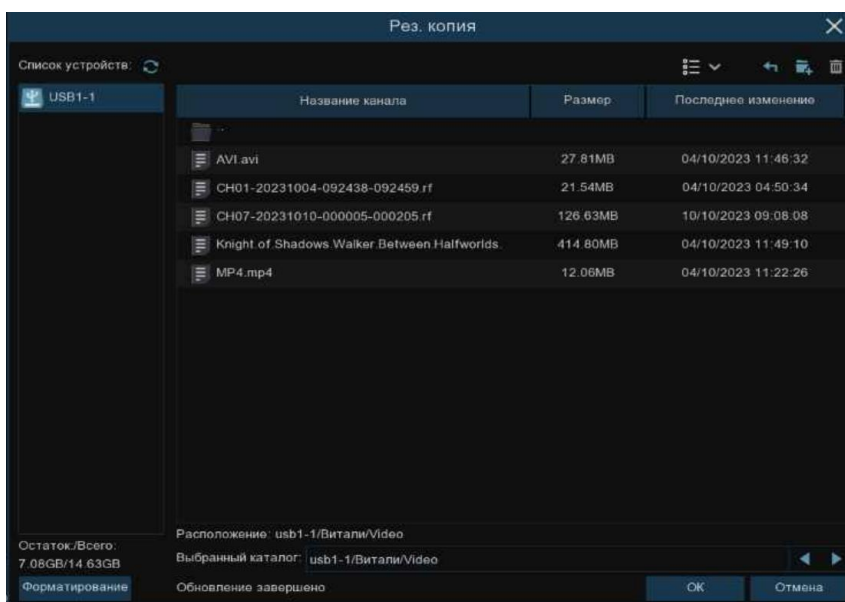 Рез. копия
Список устройств:
USB1-1
Название канала Размер Последнее изменение
..
AVI.avi 27.81MB 04/10/2023 11:46:32
CH01-20231004-092438-092459.rf 21.54MB 04/10/2023 04:50:34
CH07-20231010-000005-000205.rf 126.63MB 10/10/2023 09:08:08
Knight.of.Shadows.Walker.Between.Halfworlds. 414.80MB 04/10/2023 11:49:10
MP4.mp4 12.06MB 04/10/2023 11:22:26
Расположение: usb1-1/Витали/Video
Остаток:/Всего:
7.08GB/14.63GB
Выбранный каталог: usb1-1/Витали/Video
Форматирование Обновление завершено OK Отмена